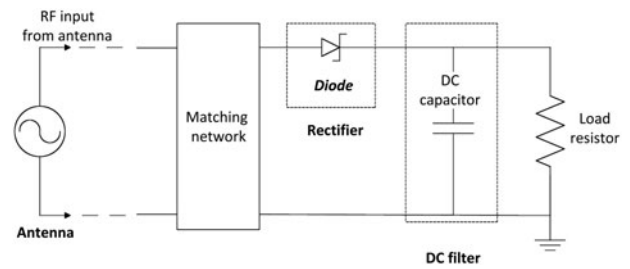 RF input
from antenna
Antenna
Matching
network
Diode
Rectifier
DC
capacitor
DC filter
Load
resistor